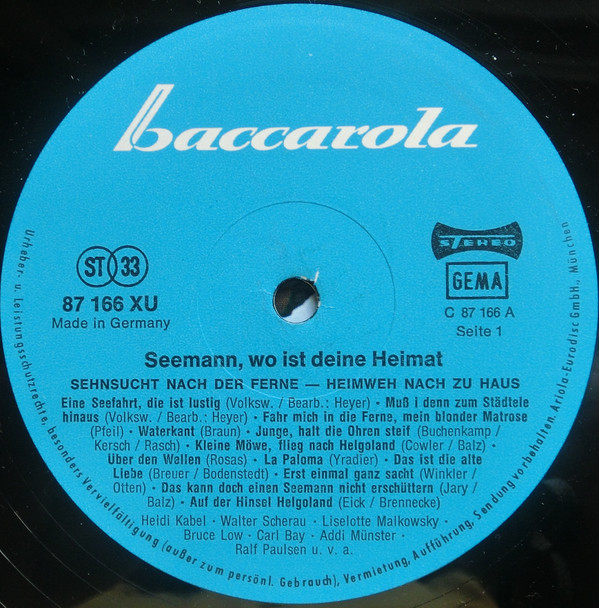 baccarola
STEREO
ST 33
GEMA
87 166 XU
Made in Germany
C 87 166 A
Seite 1
Seemann, wo ist deine Heimat
SEHNSUCHT NACH DER FERNE — HEIMWEH NACH ZU HAUS
Eine Seefahrt, die ist lustig (Volksw. / Bearb.: Heyer) · Muß i denn zum Städtele
hinaus (Volksw. / Bearb.: Heyer) · Fahr mich in die Ferne, mein blonder Matrose
(Pfeil) · Waterkant (Braun) · Junge, halt die Ohren steif (Buchenkamp /
Kersch / Rasch) · Kleine Möwe, flieg nach Helgoland (Cowler / Balz) ·
Über den Wellen (Rosas) · La Paloma (Yradier) · Das ist die alte
Liebe (Breuer / Bodenstedt) · Erst einmal ganz sacht (Winkler /
Otten) · Das kann doch einen Seemann nicht erschüttern (Jary /
Balz) · Auf der Hinsel Helgoland (Eick / Brennecke)
Heidi Kabel · Walter Scherau · Liselotte Malkowsky ·
Bruce Low · Carl Bay · Addi Münster ·
Ralf Paulsen u. v. a.
Urheber- u. Leistungsschutzrechte, besonders Vervielfältigung (außer zum persönl. Gebrauch), Vermietung, Aufführung, Sendung vorbehalten. Ariola-Eurodisc GmbH., München